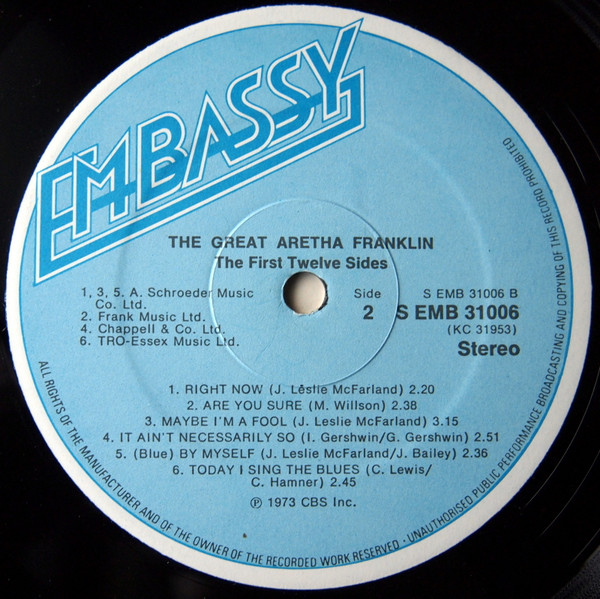 EMBASSY
THE GREAT ARETHA FRANKLIN
The First Twelve Sides
1, 3, 5. A. Schroeder Music
Co. Ltd.
2. Frank Music Ltd.
4. Chappell & Co. Ltd.
6. TRO-Essex Music Ltd.
Side
2
S EMB 31006 B
S EMB 31006
(KC 31953)
Stereo
1. RIGHT NOW (J. Leslie McFarland) 2.20
2. ARE YOU SURE (M. Willson) 2.38
3. MAYBE I'M A FOOL (J. Leslie McFarland) 3.15
4. IT AIN'T NECESSARILY SO (I. Gershwin/G. Gershwin) 2.51
5. (Blue) BY MYSELF (J. Leslie McFarland/J. Bailey) 2.36
6. TODAY I SING THE BLUES (C. Lewis/
C. Hamner) 2.45
℗ 1973 CBS Inc.
ALL RIGHTS OF THE MANUFACTURER AND OF THE OWNER OF THE RECORDED WORK RESERVED · UNAUTHORISED PUBLIC PERFORMANCE BROADCASTING AND COPYING OF THIS RECORD PROHIBITED